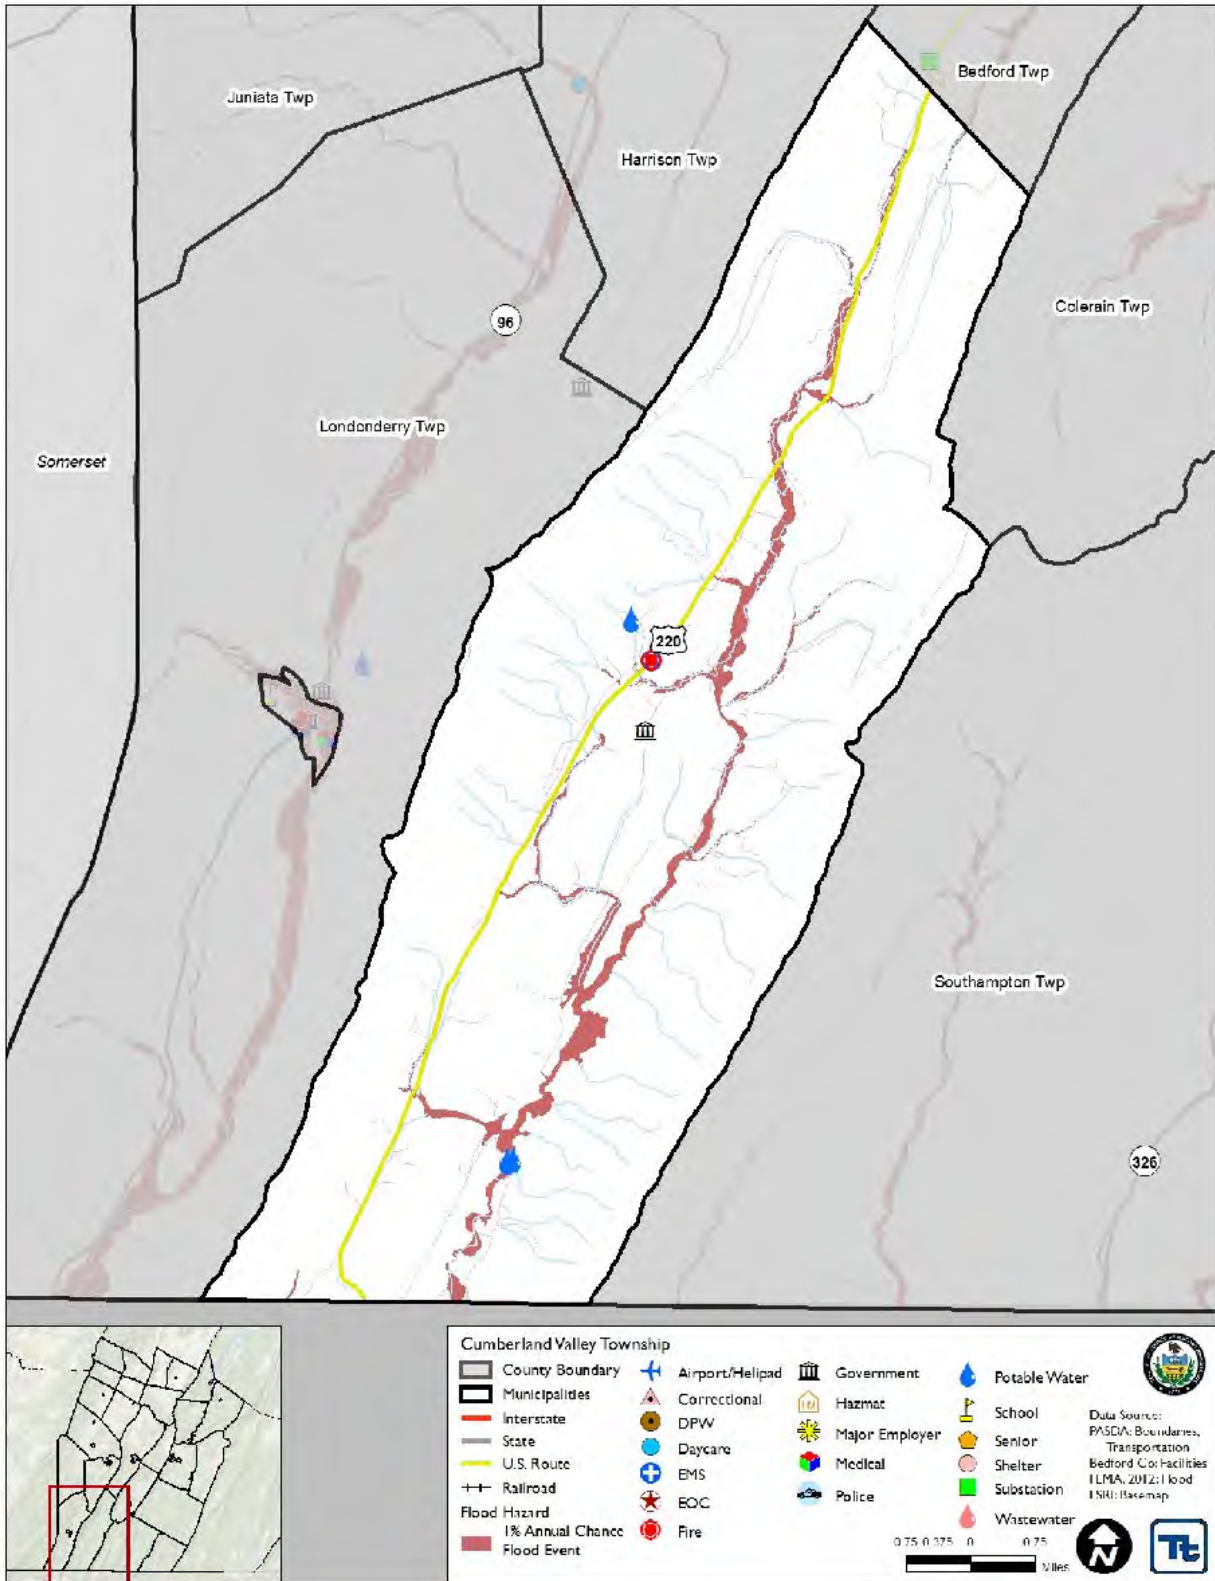 Bedford Twp
Juniata Twp
Harrison Twp
Colerain Twp
96
Londonderry Twp
Somerset
220
Southampton Twp
326
Cumberland Valley Township
County Boundary
Municipalities
Interstate
State
U.S. Route
Railroad
Flood Hazard
1% Annual Chance
Flood Event
Airport/Helipad
Correctional
DPW
Daycare
EMS
EOC
Fire
Government
Hazmat
Major Employer
Medical
Police
Potable Water
School
Senior
Shelter
Substation
Wastewater
Data Source:
PASDA: Boundaries,
Transportation
Bedford Co: Facilities
FEMA, 2012: Flood
ESRI: Basemap
0.75 0.375 0 0.75
Miles
N
Tt